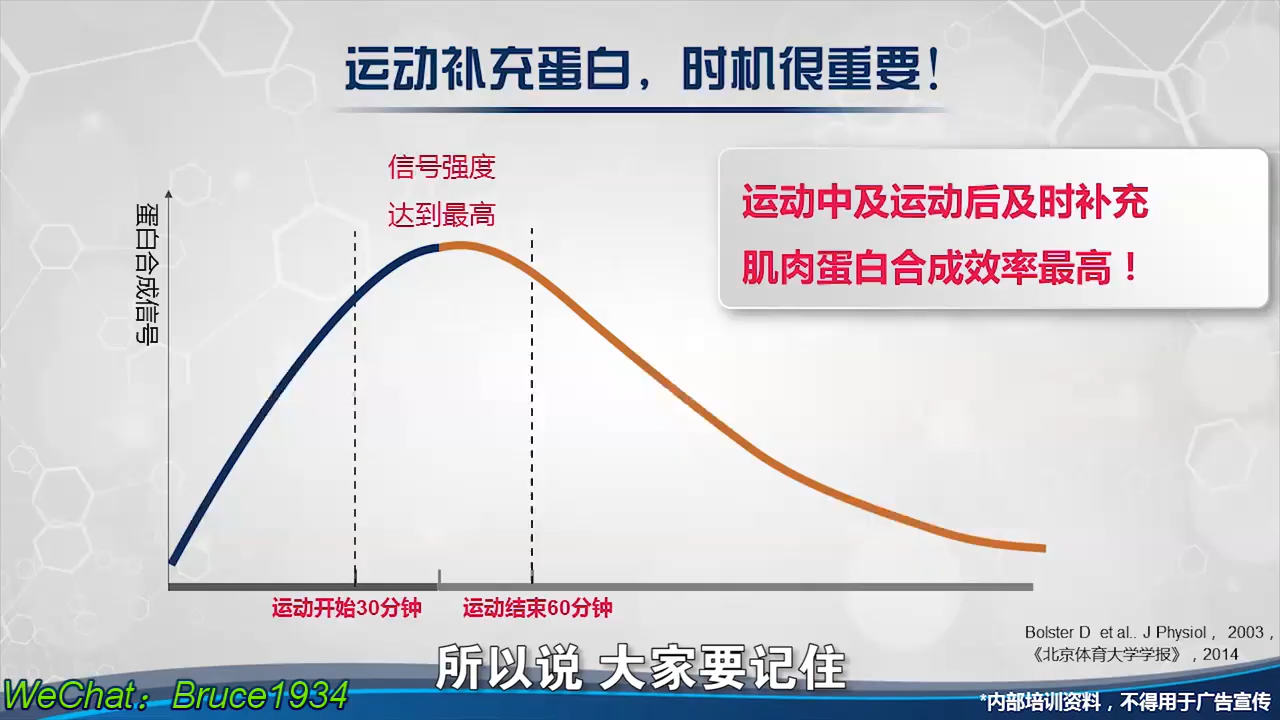 运动补充蛋白，时机很重要！
信号强度
达到最高
运动中及运动后及时补充
肌肉蛋白合成效率最高！
蛋白合成信号
运动开始30分钟
运动结束60分钟
Bolster D et al.. J Physiol， 2003，
《北京体育大学学报》，2014
所以说 大家要记住
WeChat：Bruce1934
*内部培训资料，不得用于广告宣传